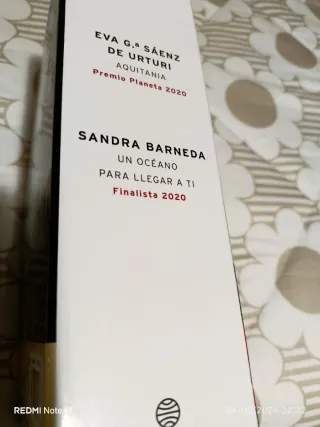 EVA G.ª SÁENZ
DE URTURI
AQUITANIA
Premio Planeta 2020
SANDRA BARNEDA
UN OCÉANO
PARA LLEGAR A TI
Finalista 2020
REDMI Note